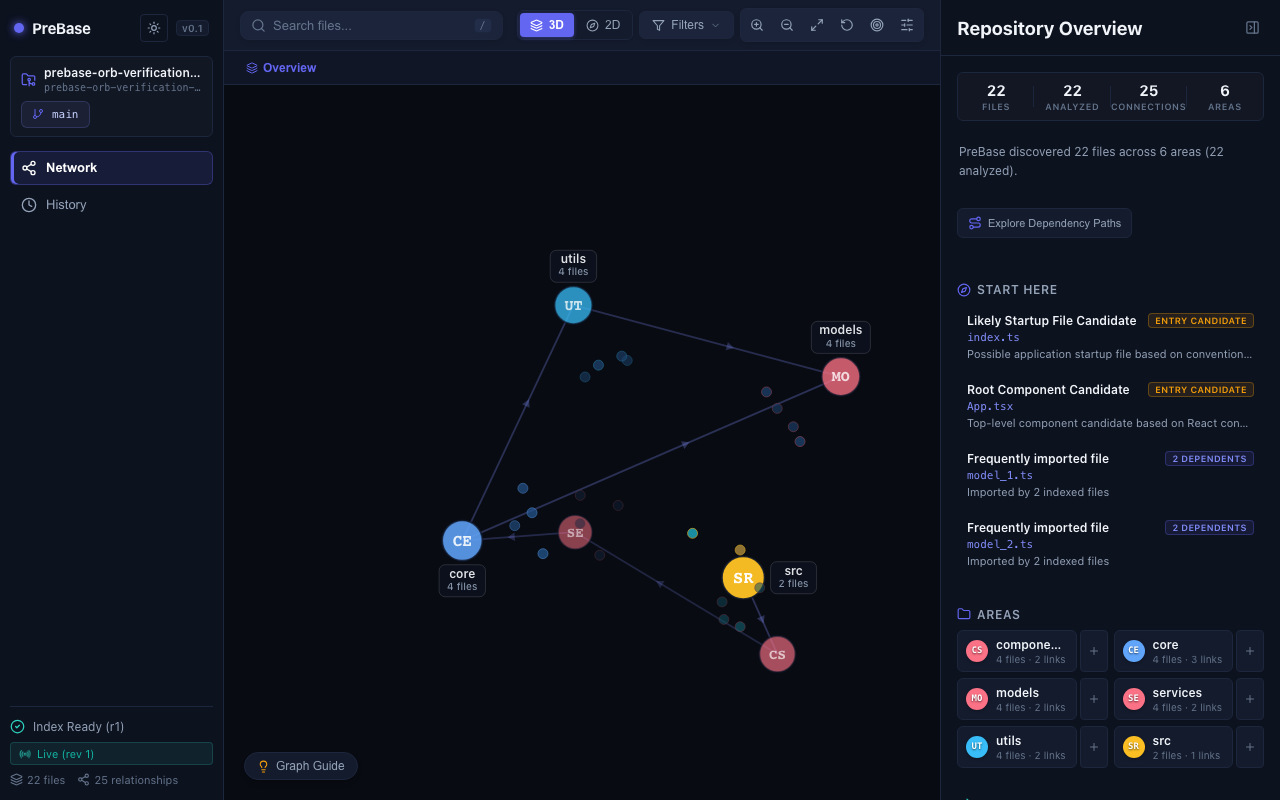 PreBase
v0.1
prebase-orb-verification...
prebase-orb-verification-…
main
Network
History
Index Ready (r1)
Live (rev 1)
22 files
25 relationships
Search files...
/
3D
2D
Filters
Overview
utils
4 files
UT
models
4 files
MO
CE
core
4 files
SE
SR
src
2 files
CS
Graph Guide
Repository Overview
22
FILES
22
ANALYZED
25
CONNECTIONS
6
AREAS
PreBase discovered 22 files across 6 areas (22
analyzed).
Explore Dependency Paths
START HERE
Likely Startup File Candidate
ENTRY CANDIDATE
index.ts
Possible application startup file based on convention...
Root Component Candidate
ENTRY CANDIDATE
App.tsx
Top-level component candidate based on React con...
Frequently imported file
2 DEPENDENTS
model_1.ts
Imported by 2 indexed files
Frequently imported file
2 DEPENDENTS
model_2.ts
Imported by 2 indexed files
AREAS
CS
compone...
4 files · 2 links
+
CE
core
4 files · 3 links
+
MO
models
4 files · 2 links
+
SE
services
4 files · 2 links
+
UT
utils
4 files · 2 links
+
SR
src
2 files · 1 links
+